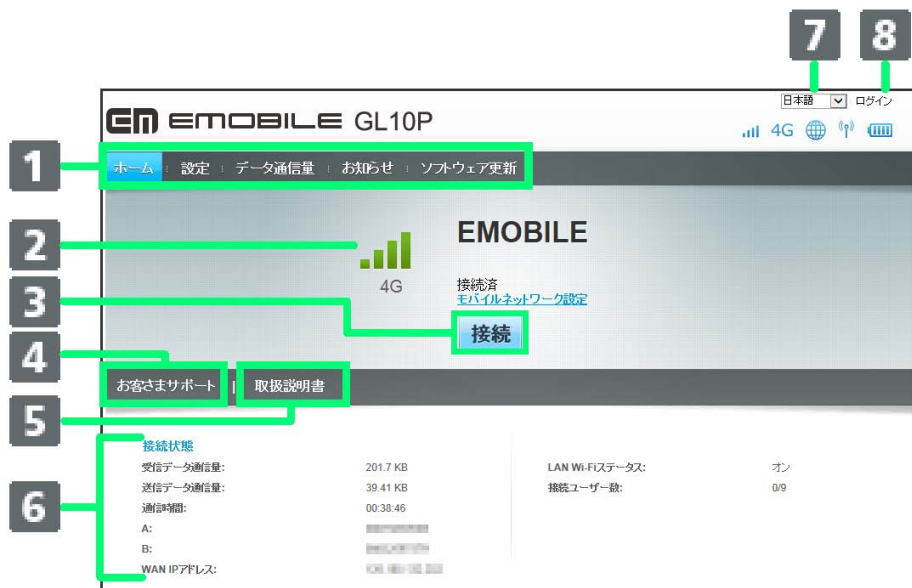 7 8
日本語 ログイン
EM EMOBILE GL10P
4G
1
ホーム 設定 データ通信量 お知らせ ソフトウェア更新
2
EMOBILE
4G
接続済
モバイルネットワーク設定
3
接続
4
お客さまサポート | 取扱説明書
5
接続状態
受信データ通信量: 201.7 KB LAN Wi-Fiステータス: オン
送信データ通信量: 39.41 KB 接続ユーザー数: 0/9
6
通信時間: 00:38:46
A:
B:
WAN IPアドレス: